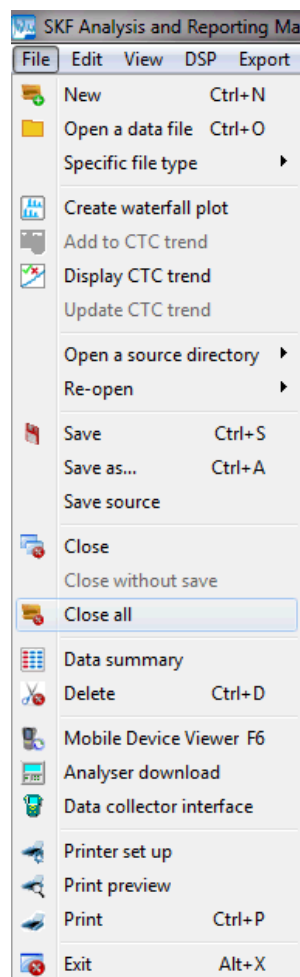 SKF Analysis and Reporting Ma
File Edit View DSP Export
New Ctrl+N
Open a data file Ctrl+O
Specific file type
Create waterfall plot
Add to CTC trend
Display CTC trend
Update CTC trend
Open a source directory
Re-open
Save Ctrl+S
Save as... Ctrl+A
Save source
Close
Close without save
Close all
Data summary
Delete Ctrl+D
Mobile Device Viewer F6
Analyser download
Data collector interface
Printer set up
Print preview
Print Ctrl+P
Exit Alt+X